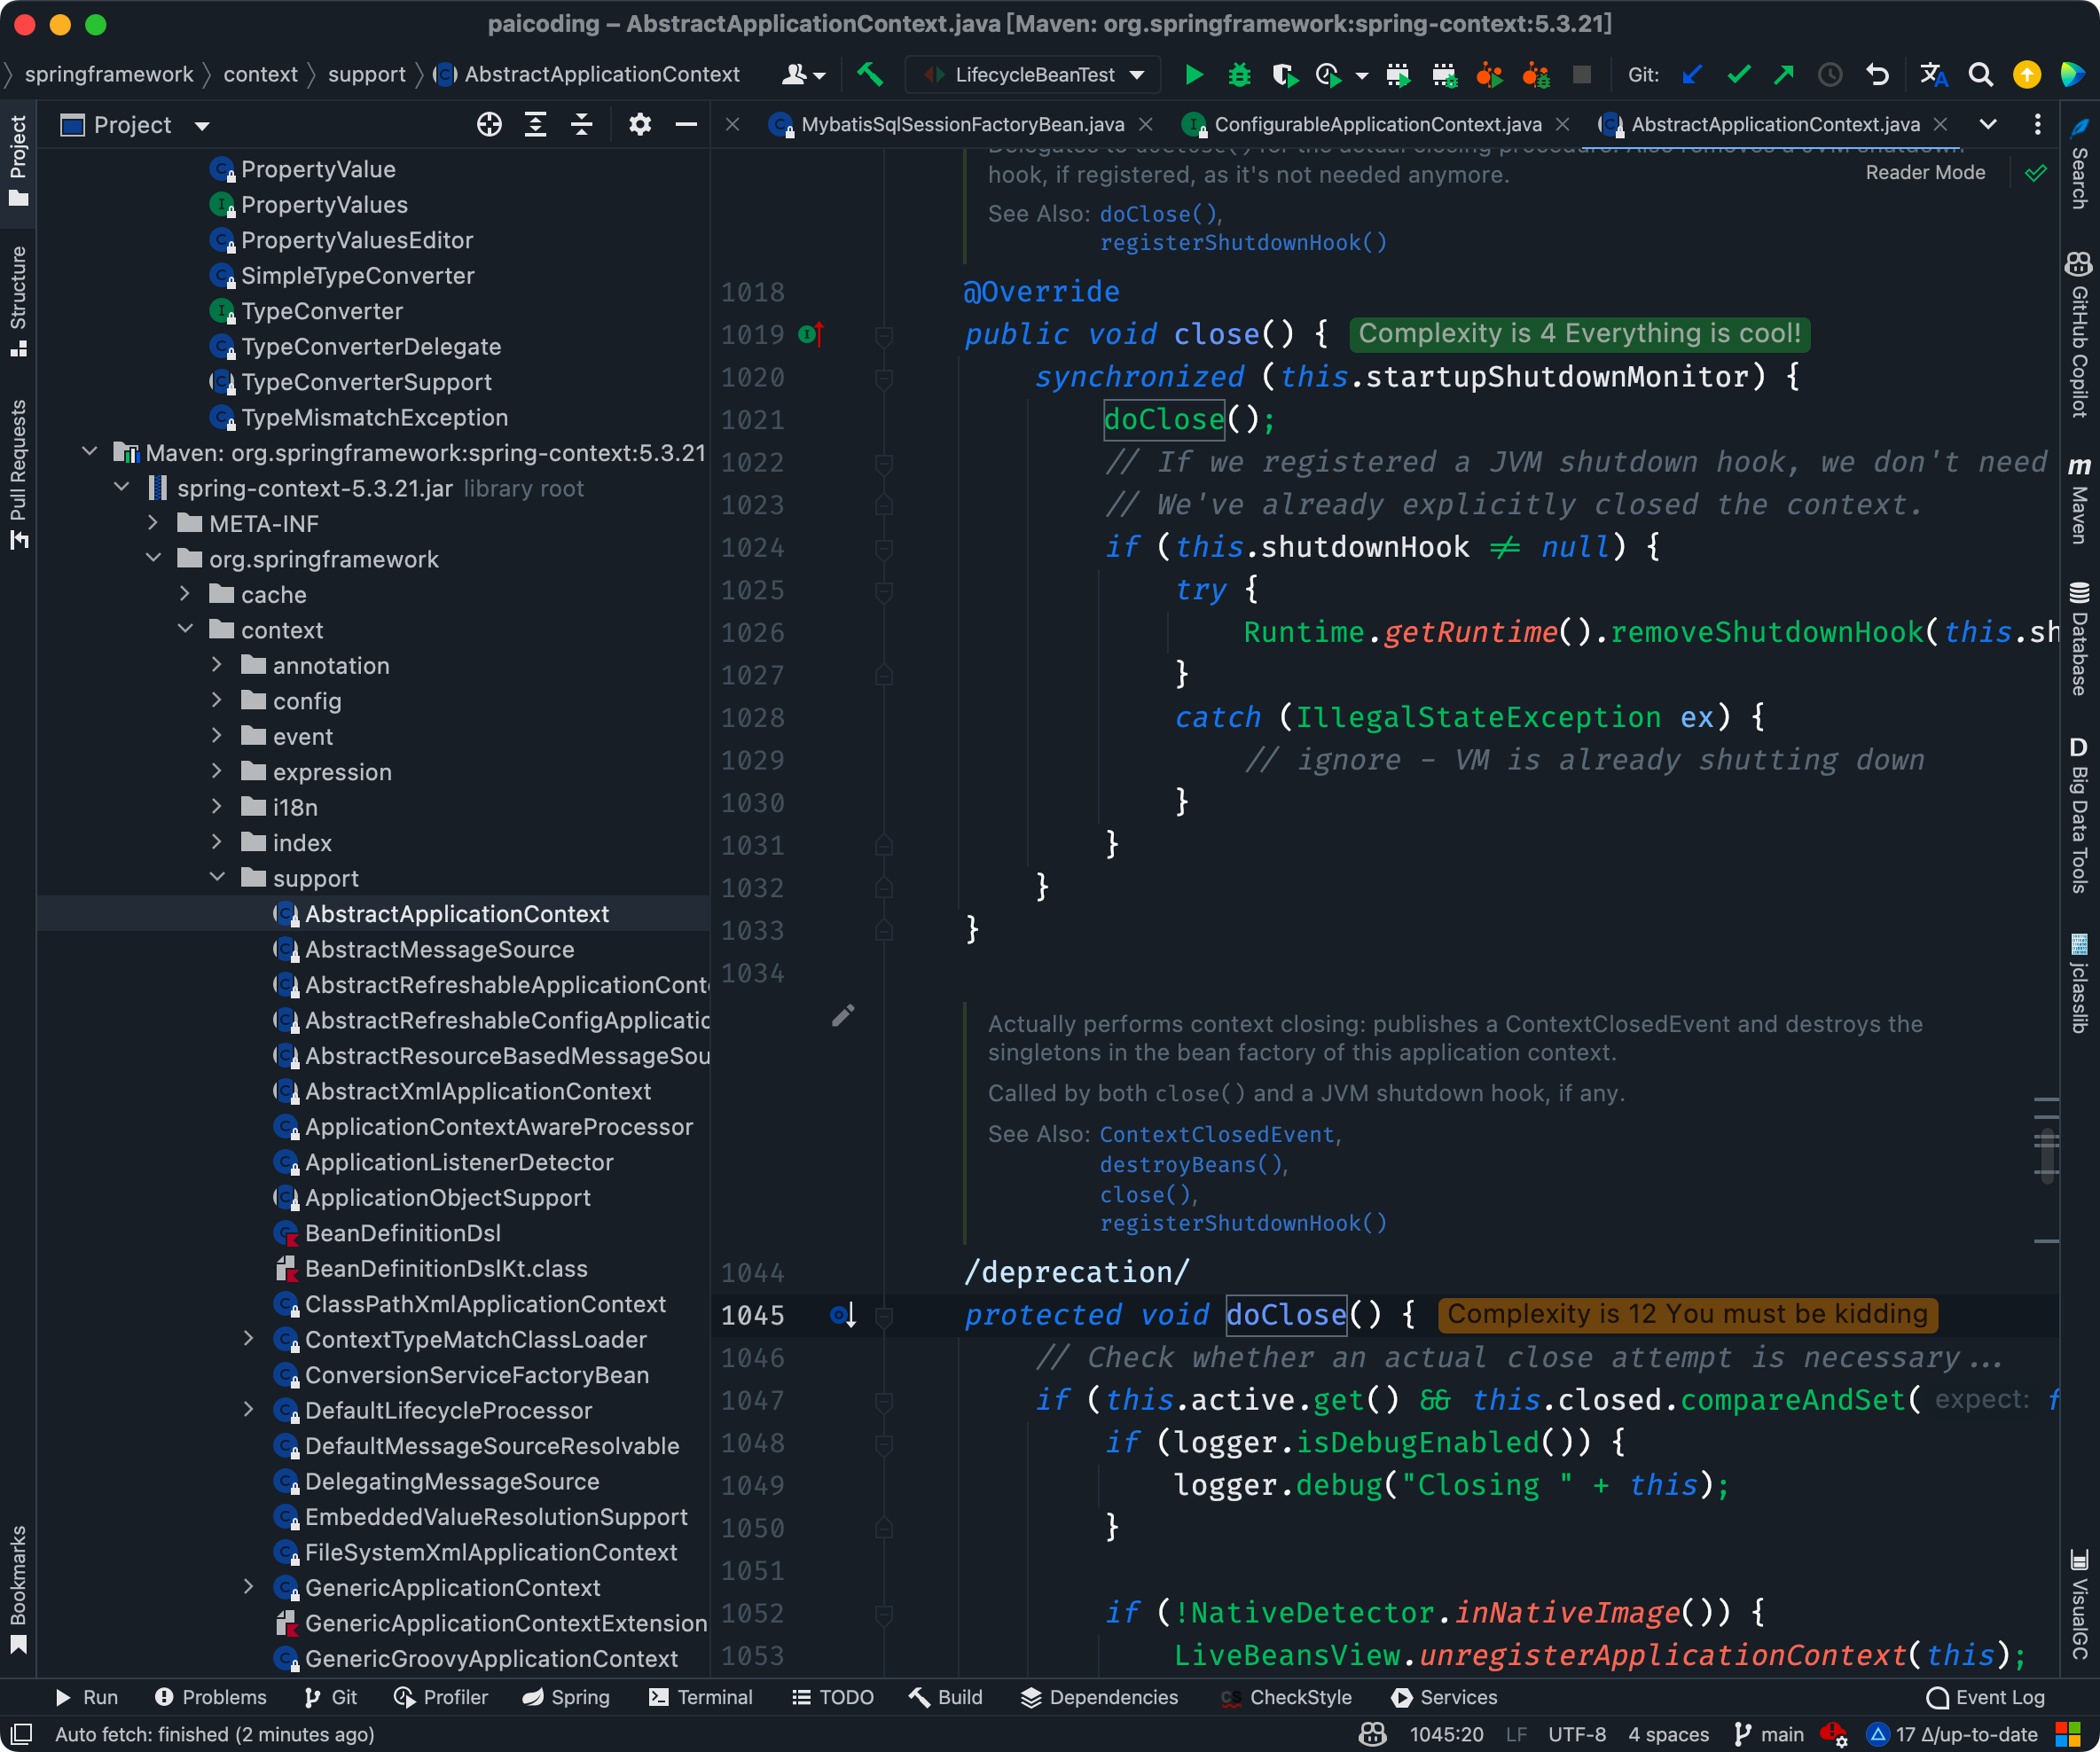 paicoding – AbstractApplicationContext.java [Maven: org.springframework:spring-context:5.3.21]
springframework
context
support
AbstractApplicationContext
LifecycleBeanTest
Git:
Project
MybatisSqlSessionFactoryBean.java
ConfigurableApplicationContext.java
AbstractApplicationContext.java
Project
Structure
Pull Requests
Bookmarks
PropertyValue
PropertyValues
PropertyValuesEditor
SimpleTypeConverter
TypeConverter
TypeConverterDelegate
TypeConverterSupport
TypeMismatchException
Maven: org.springframework:spring-context:5.3.21
spring-context-5.3.21.jar library root
META-INF
org.springframework
cache
context
annotation
config
event
expression
i18n
index
support
AbstractApplicationContext
AbstractMessageSource
AbstractRefreshableApplicationCont
AbstractRefreshableConfigApplicatio
AbstractResourceBasedMessageSou
AbstractXmlApplicationContext
ApplicationContextAwareProcessor
ApplicationListenerDetector
ApplicationObjectSupport
BeanDefinitionDsl
BeanDefinitionDslKt.class
ClassPathXmlApplicationContext
ContextTypeMatchClassLoader
ConversionServiceFactoryBean
DefaultLifecycleProcessor
DefaultMessageSourceResolvable
DelegatingMessageSource
EmbeddedValueResolutionSupport
FileSystemXmlApplicationContext
GenericApplicationContext
GenericApplicationContextExtension
GenericGroovyApplicationContext
Reader Mode
hook, if registered, as it's not needed anymore.
See Also: doClose(),
registerShutdownHook()
1018 @Override
1019 public void close() { Complexity is 4 Everything is cool!
1020 synchronized (this.startupShutdownMonitor) {
1021 doClose();
1022 // If we registered a JVM shutdown hook, we don't need
1023 // We've already explicitly closed the context.
1024 if (this.shutdownHook ≠ null) {
1025 try {
1026 Runtime.getRuntime().removeShutdownHook(this.sh
1027 }
1028 catch (IllegalStateException ex) {
1029 // ignore - VM is already shutting down
1030 }
1031 }
1032 }
1033 }
1034
Actually performs context closing: publishes a ContextClosedEvent and destroys the
singletons in the bean factory of this application context.
Called by both close() and a JVM shutdown hook, if any.
See Also: ContextClosedEvent,
destroyBeans(),
close(),
registerShutdownHook()
1044 /deprecation/
1045 protected void doClose() { Complexity is 12 You must be kidding
1046 // Check whether an actual close attempt is necessary...
1047 if (this.active.get() && this.closed.compareAndSet( expect: f
1048 if (logger.isDebugEnabled()) {
1049 logger.debug("Closing " + this);
1050 }
1051
1052 if (!NativeDetector.inNativeImage()) {
1053 LiveBeansView.unregisterApplicationContext(this);
Search
GitHub Copilot
m Maven
Database
D Big Data Tools
jclasslib
VisualGC
Run
Problems
Git
Profiler
Spring
Terminal
TODO
Build
Dependencies
CheckStyle
Services
Event Log
Auto fetch: finished (2 minutes ago)
1045:20
LF
UTF-8
4 spaces
main
17 Δ/up-to-date